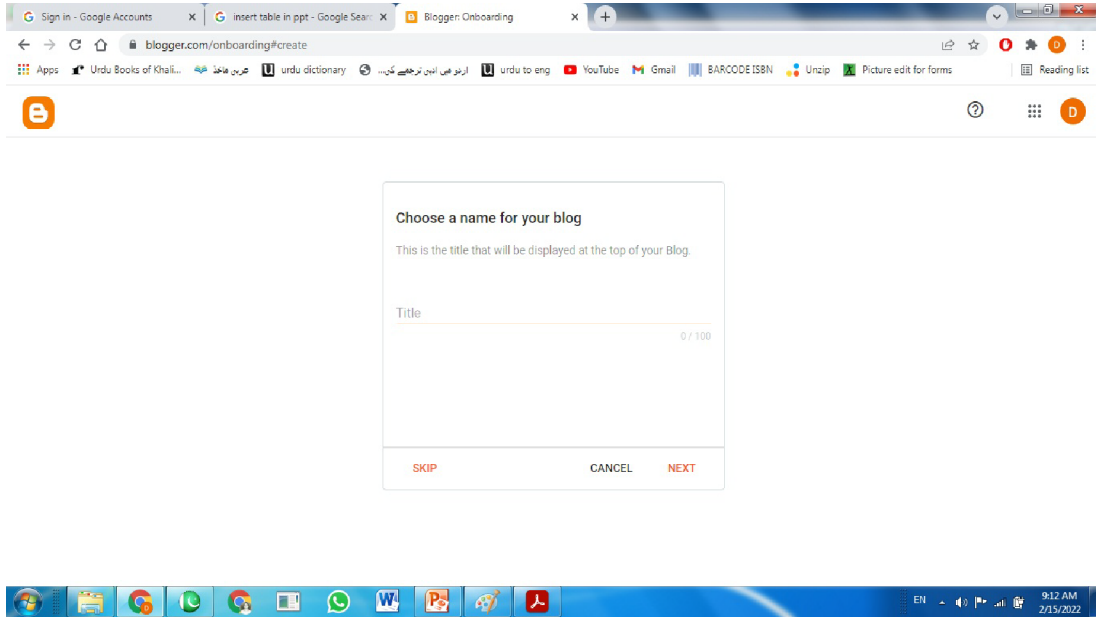 Sign in - Google Accounts
insert table in ppt - Google Sear
Blogger: Onboarding
blogger.com/onboarding#create
Apps
Urdu Books of Khali...
عربی ماخذ
urdu dictionary
urdu to eng
YouTube
Gmail
BARCODE ISBN
Unzip
Picture edit for forms
Reading list
D
Choose a name for your blog
This is the title that will be displayed at the top of your Blog.
Title
0 / 100
SKIP CANCEL NEXT
EN
9:12 AM
2/15/2022